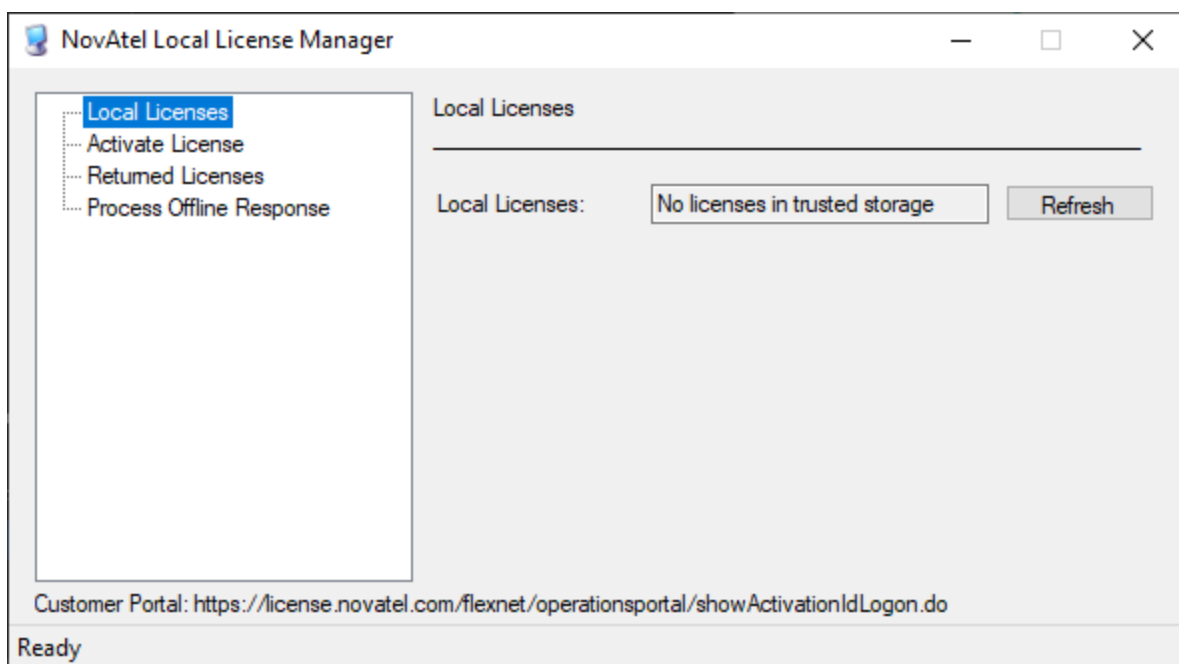 NovAtel Local License Manager
Local Licenses
Activate License
Returned Licenses
Process Offline Response
Local Licenses
Local Licenses: No licenses in trusted storage Refresh
Customer Portal: https://license.novatel.com/flexnet/operationsportal/showActivationIdLogon.do
Ready